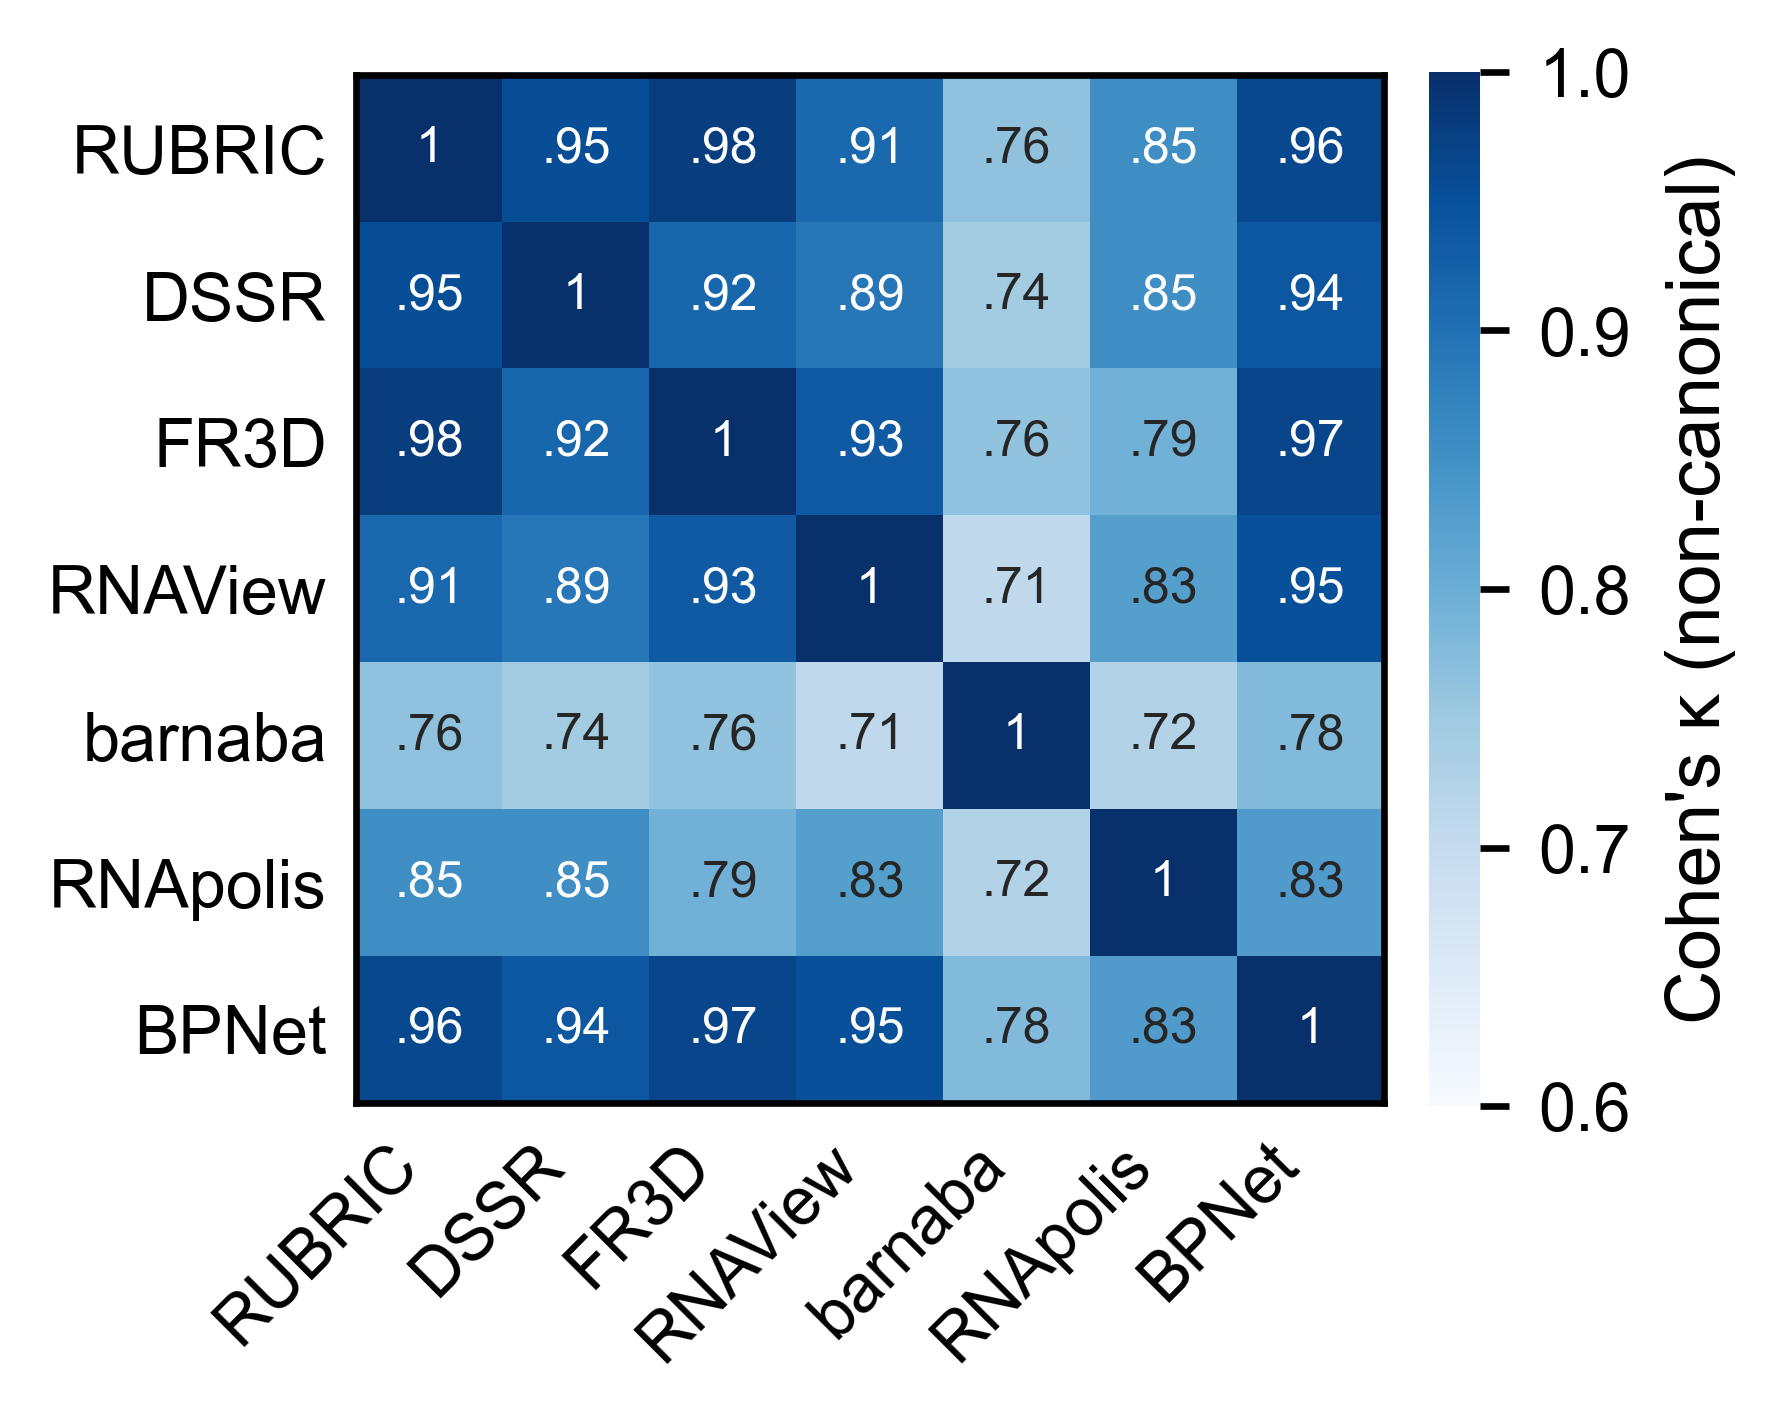 RUBRIC 1 .95 .98 .91 .76 .85 .96
DSSR .95 1 .92 .89 .74 .85 .94
FR3D .98 .92 1 .93 .76 .79 .97
RNAView .91 .89 .93 1 .71 .83 .95
barnaba .76 .74 .76 .71 1 .72 .78
RNApolis .85 .85 .79 .83 .72 1 .83
BPNet .96 .94 .97 .95 .78 .83 1
RUBRIC DSSR FR3D RNAView barnaba RNApolis BPNet
1.0
0.9
0.8
0.7
0.6
Cohen's κ (non-canonical)